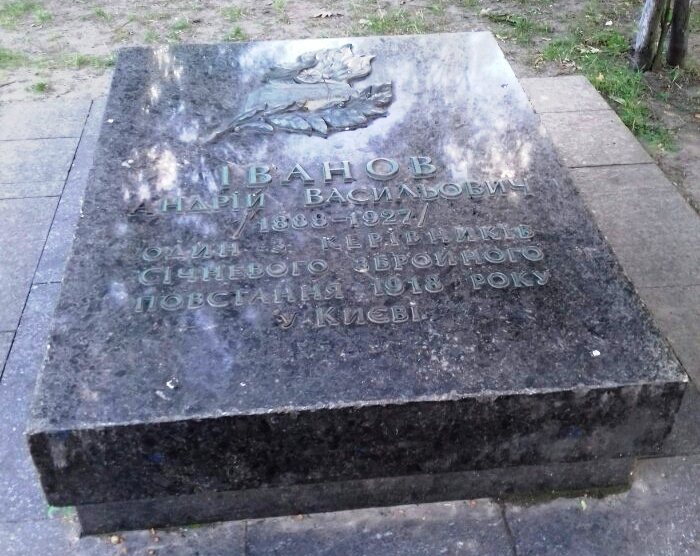 ІВАНОВ
АНДРІЙ ВАСИЛЬОВИЧ
/1888-1927/
ОДИН З КЕРІВНИКІВ
СІЧНЕВОГО ЗБРОЙНОГО
ПОВСТАННЯ 1918 РОКУ
У КИЄВІ